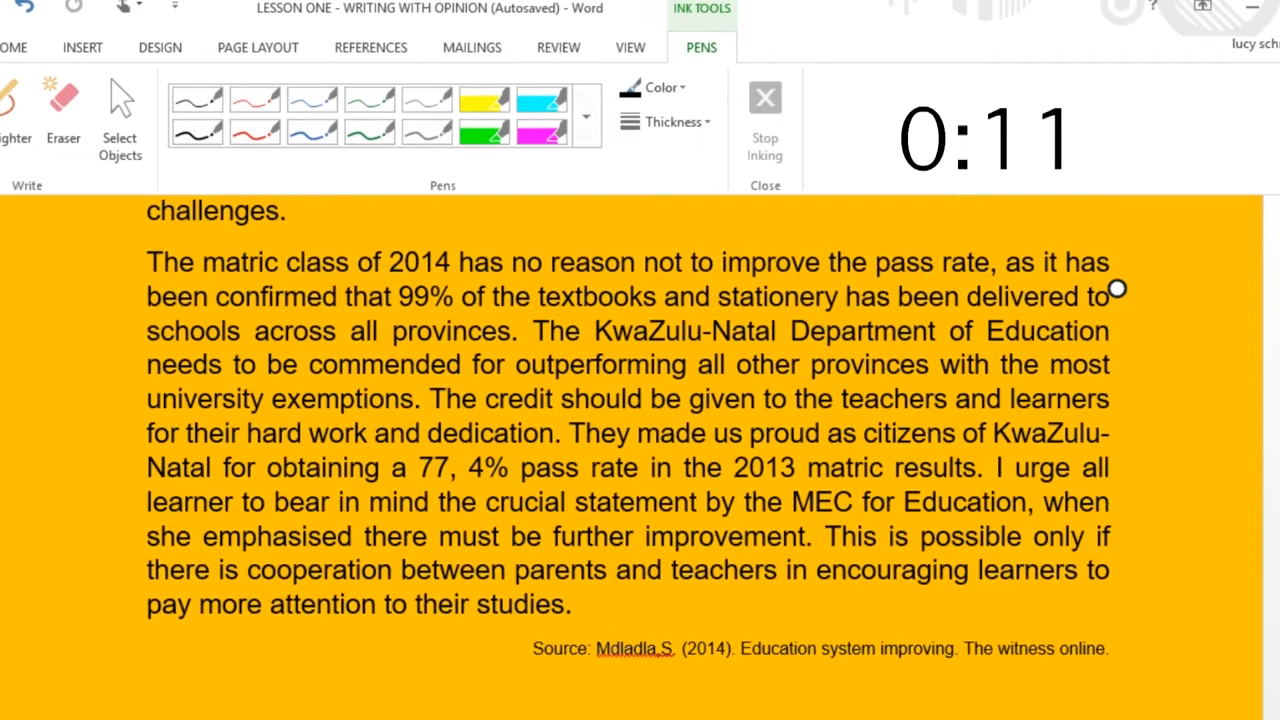 LESSON ONE - WRITING WITH OPINION (Autosaved) - Word
INK TOOLS
?
OME INSERT DESIGN PAGE LAYOUT REFERENCES MAILINGS REVIEW VIEW PENS
lucy sch
Color
Thickness
ighter Eraser Select Objects
Stop Inking
Write Pens Close
0:11
challenges.
The matric class of 2014 has no reason not to improve the pass rate, as it has
been confirmed that 99% of the textbooks and stationery has been delivered to
schools across all provinces. The KwaZulu-Natal Department of Education
needs to be commended for outperforming all other provinces with the most
university exemptions. The credit should be given to the teachers and learners
for their hard work and dedication. They made us proud as citizens of KwaZulu-
Natal for obtaining a 77, 4% pass rate in the 2013 matric results. I urge all
learner to bear in mind the crucial statement by the MEC for Education, when
she emphasised there must be further improvement. This is possible only if
there is cooperation between parents and teachers in encouraging learners to
pay more attention to their studies.
Source: Mdladla,S. (2014). Education system improving. The witness online.